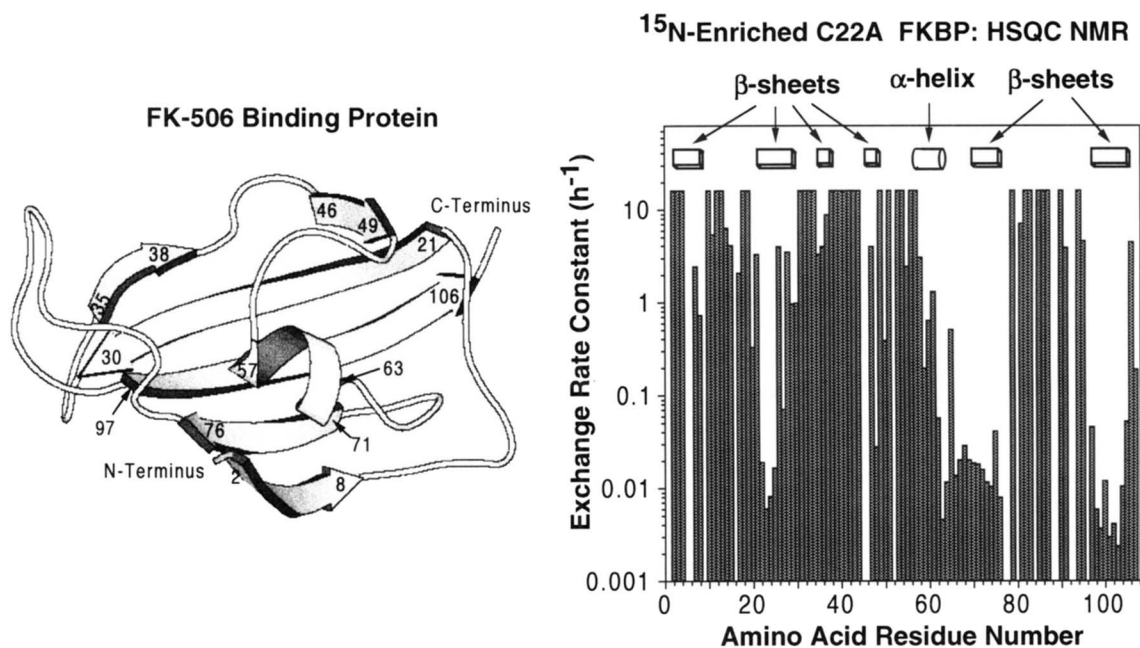 FK-506 Binding Protein
46
49
C-Terminus
38
21
35
106
30
57
63
97
76
71
N-Terminus
2
8
¹⁵N-Enriched C22A FKBP: HSQC NMR
β-sheets
α-helix
β-sheets
Exchange Rate Constant (h⁻¹)
10
1
0.1
0.01
0.001
0 20 40 60 80 100
Amino Acid Residue Number